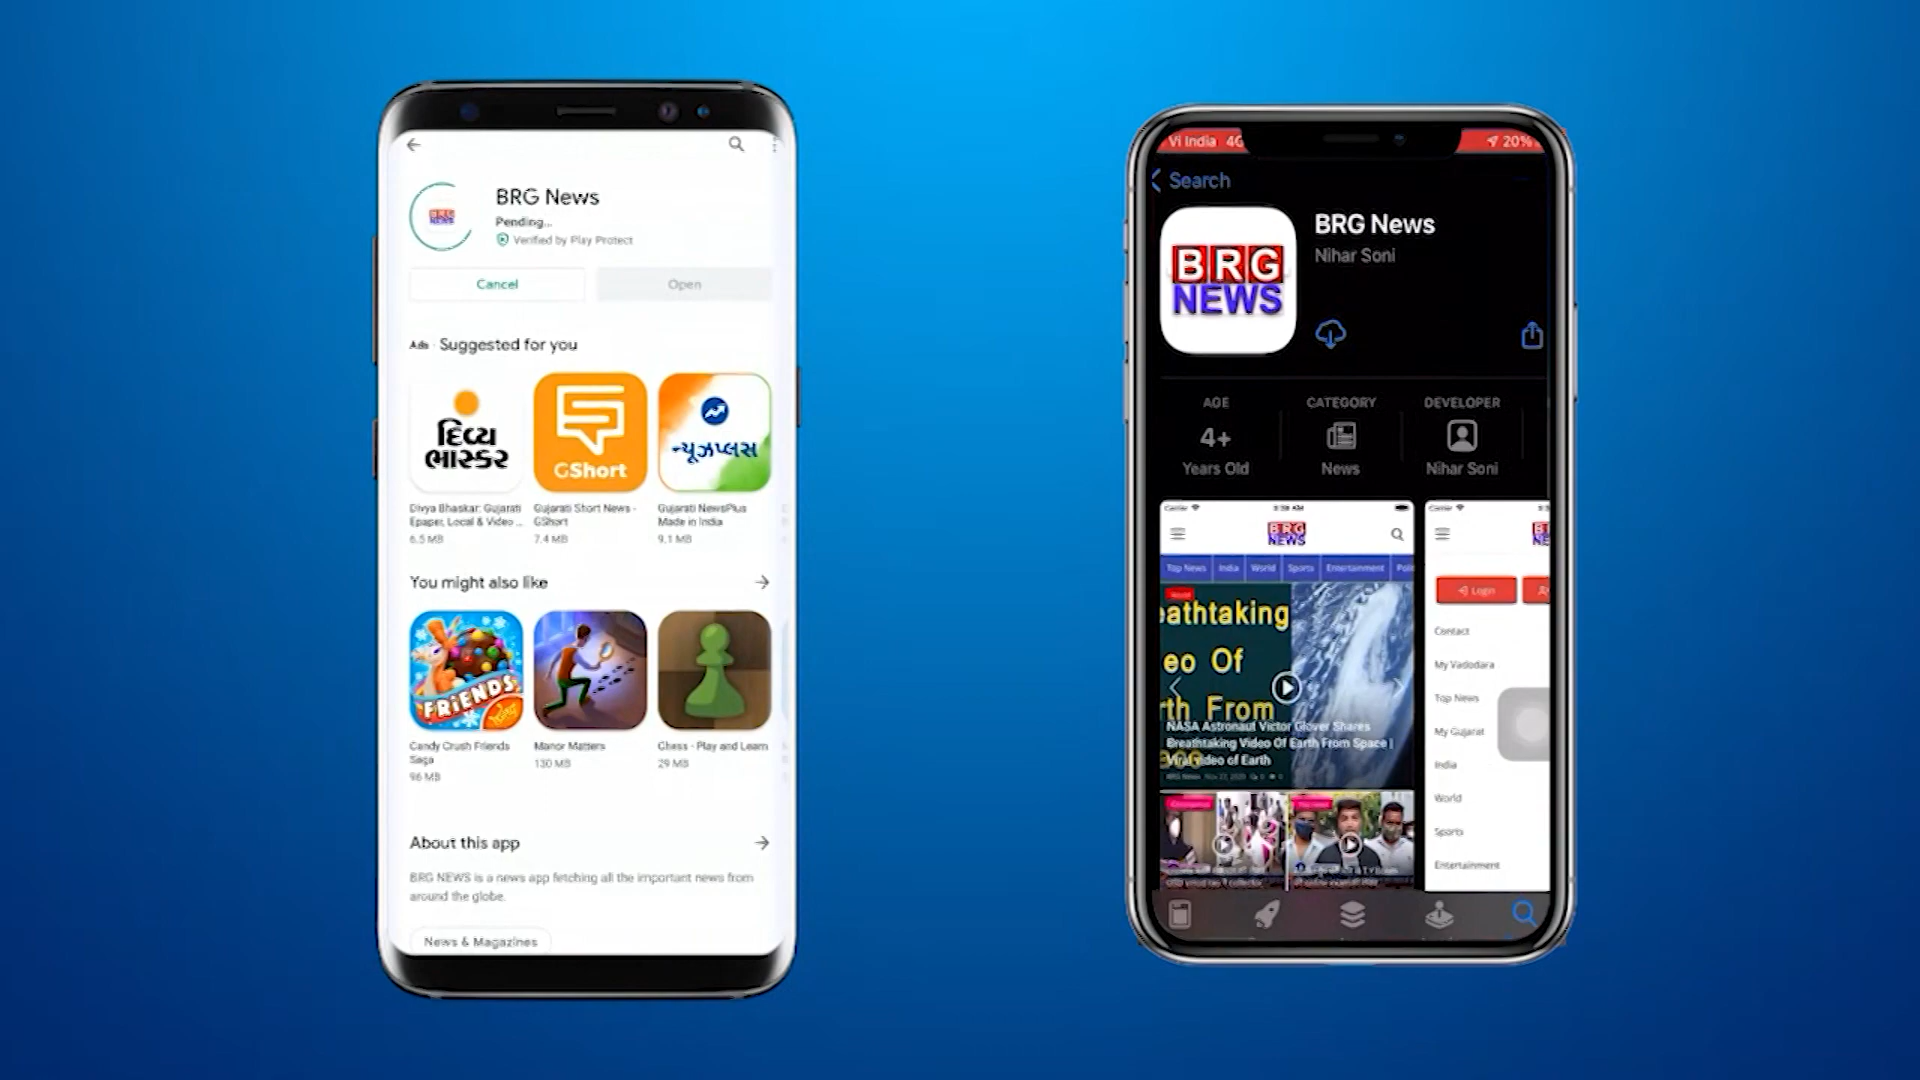 BRG News
Pending...
Verified by Play Protect
Cancel
Open
Ads · Suggested for you
દિવ્ય
ભાસ્કર
GShort
ન્યૂઝપ્લસ
Divya Bhaskar: Gujarati
Epaper, Local & Video ...
6.5 MB
Gujarati Short News -
GShort
7.4 MB
Gujarati NewsPlus
Made in India
9.1 MB
You might also like
FRIENDS
Candy Crush Friends
Saga
96 MB
Manor Matters
130 MB
Chess - Play and Learn
29 MB
About this app
BRG NEWS is a news app fetching all the important news from
around the globe.
News & Magazines
Vi India 4G
20%
Search
BRG
NEWS
BRG News
Nihar Soni
AGE
4+
Years Old
CATEGORY
News
DEVELOPER
Nihar Soni
BRG
NEWS
Top News India World Sports Entertainment
World
eathtaking
eo Of
rth From
NASA Astronaut Victor Glover Shares
Breathtaking Video Of Earth From Space |
Viral video of Earth
BRG News
Login
Contact
My Vadodara
Top News
My Gujarat
India
World
Sports
Entertainment